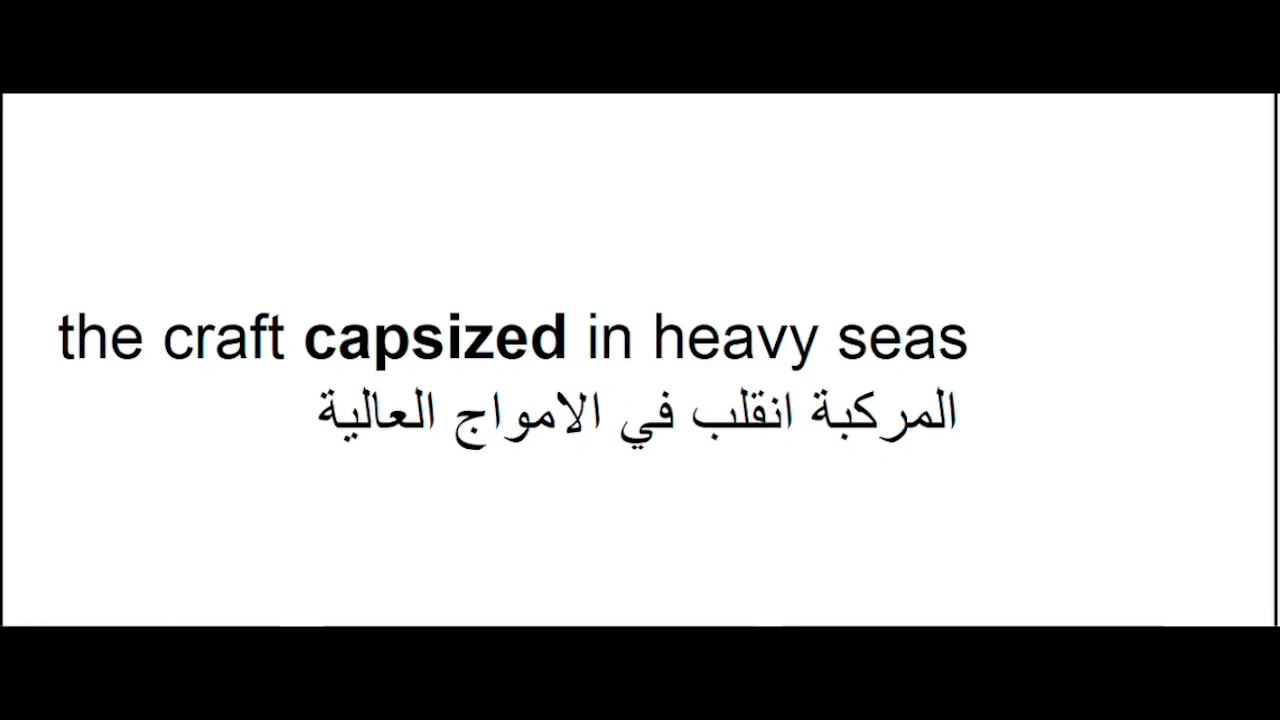 the craft capsized in heavy seas
المركبة انقلب في الامواج العالية